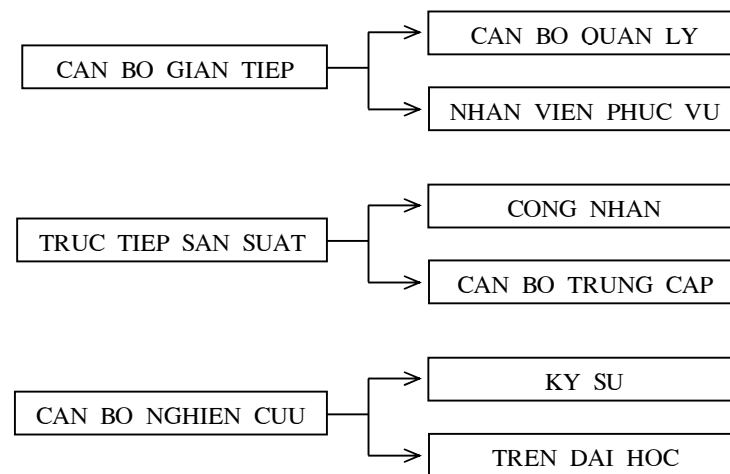 CAN BO QUAN LY
CAN BO GIAN TIEP
NHAN VIEN PHUC VU
CONG NHAN
TRUC TIEP SAN SUAT
CAN BO TRUNG CAP
KY SU
CAN BO NGHIEN CUU
TREN DAI HOC